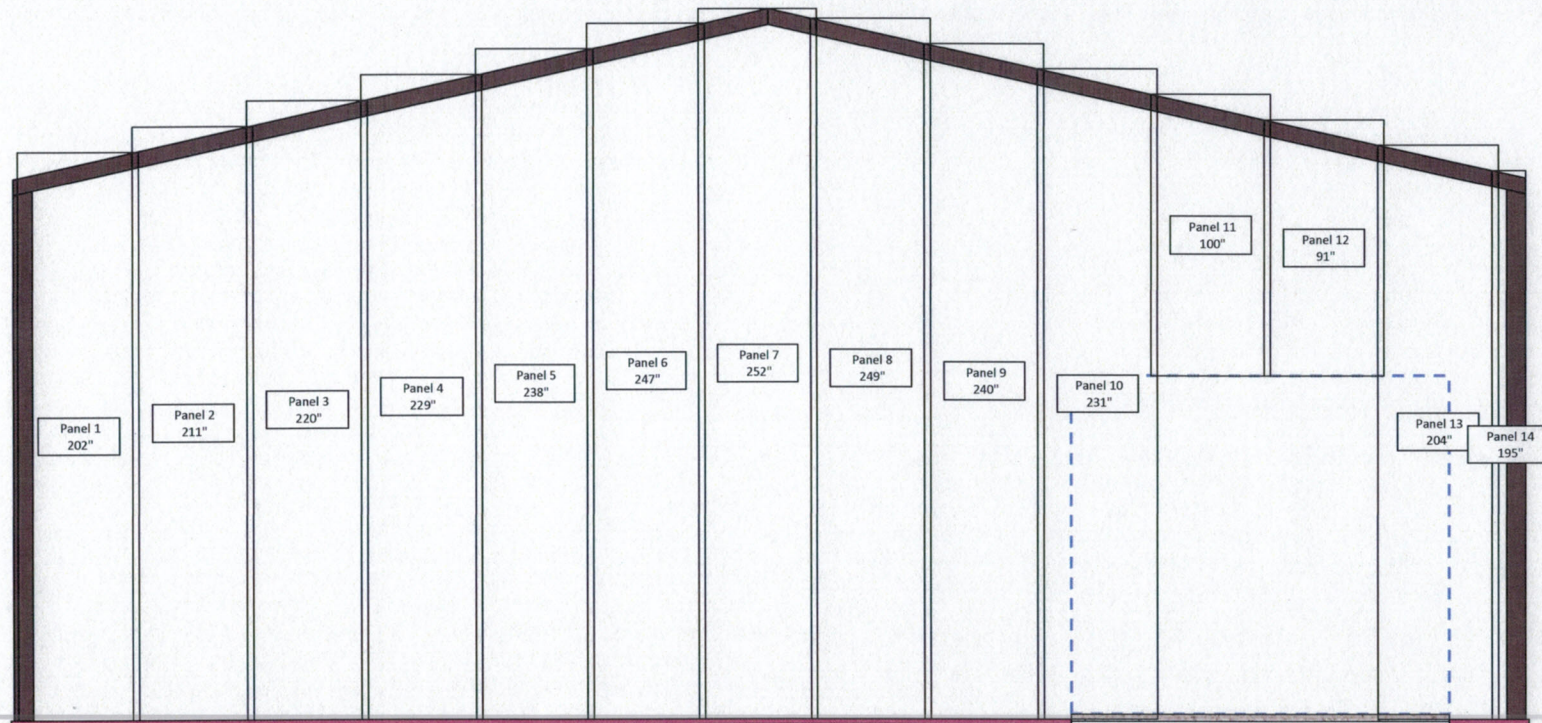 Panel 1
202"
Panel 2
211"
Panel 3
220"
Panel 4
229"
Panel 5
238"
Panel 6
247"
Panel 7
252"
Panel 8
249"
Panel 9
240"
Panel 10
231"
Panel 11
100"
Panel 12
91"
Panel 13
204"
Panel 14
195"